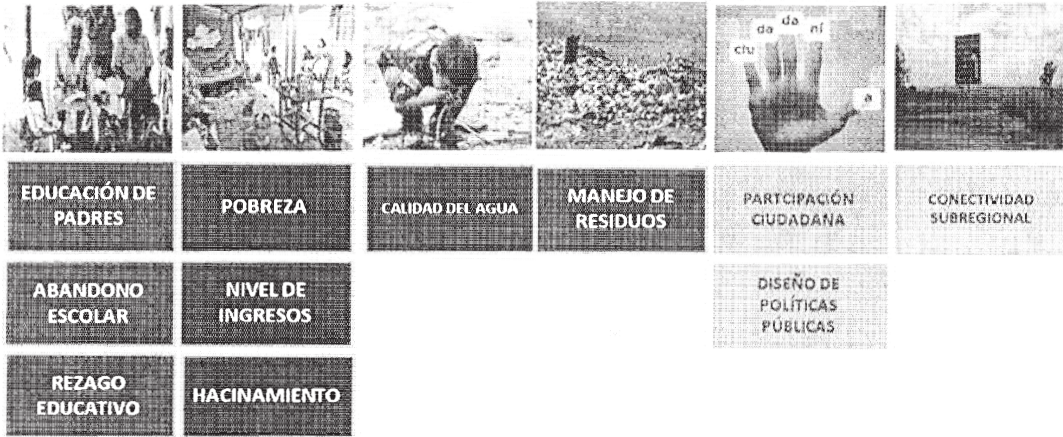 ciu
da
da
ní
a
EDUCACIÓN DE
PADRES
POBREZA
CALIDAD DEL AGUA
MANEJO DE
RESIDUOS
PARTCIPACIÓN
CIUDADANA
CONECTIVIDAD
SUBREGIONAL
ABANDONO
ESCOLAR
NIVEL DE
INGRESOS
DISEÑO DE
POLÍTICAS
PÚBLICAS
REZAGO
EDUCATIVO
HACINAMIENTO